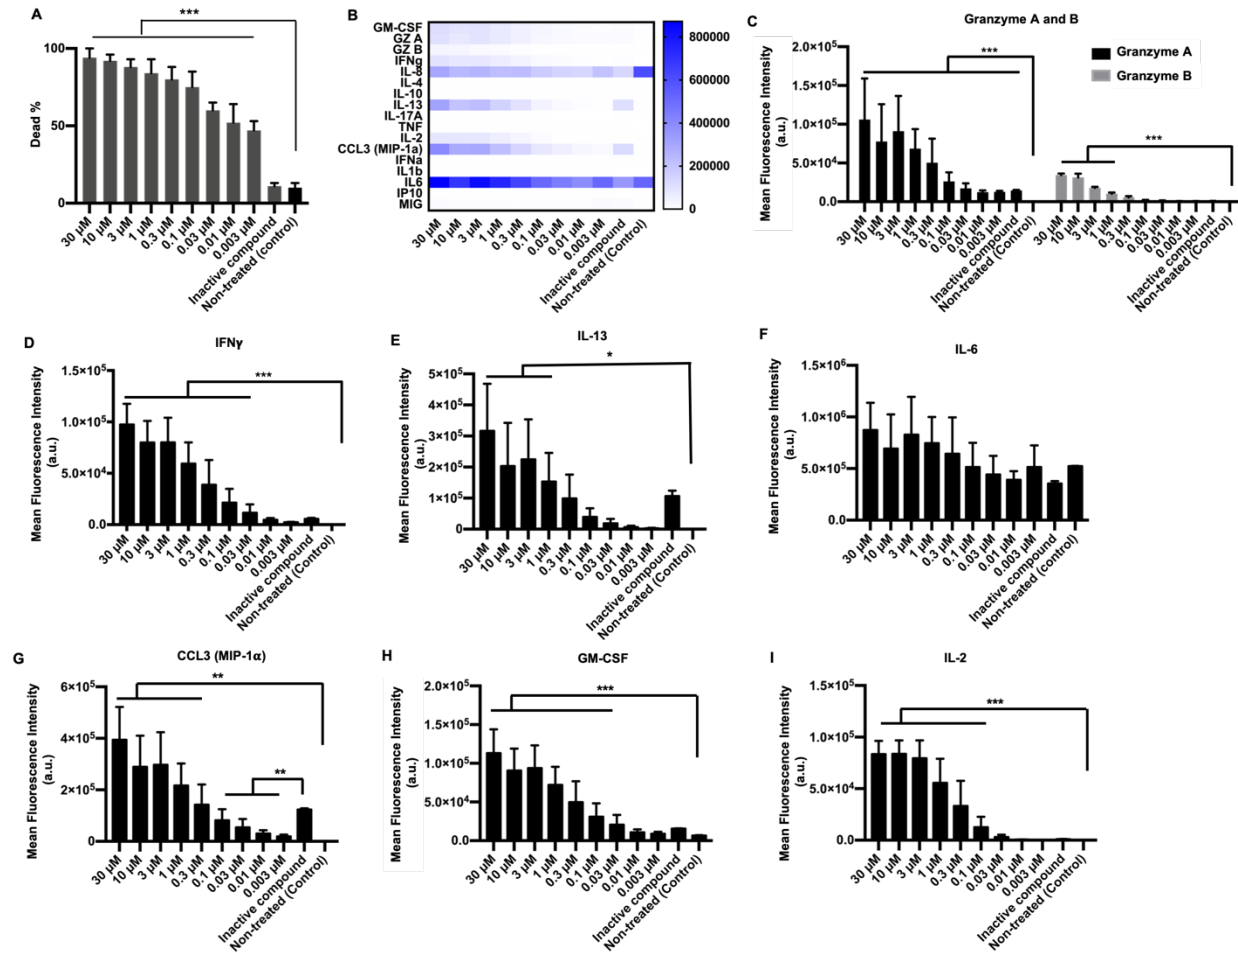 A
***
Dead %
100
50
0
30 µM
10 µM
3 µM
1 µM
0.3 µM
0.1 µM
0.03 µM
0.01 µM
0.003 µM
Inactive compound
Non-treated (Control)
B
GM-CSF
GZ A
GZ B
IFNg
IL-8
IL-4
IL-10
IL-13
IL-17A
TNF
IL-2
CCL3 (MIP-1a)
IFNa
IL1b
IL6
IP10
MIG
30 µM
10 µM
3 µM
1 µM
0.3 µM
0.1 µM
0.03 µM
0.01 µM
0.003 µM
Inactive compound
Non-treated (Control)
800000
600000
400000
200000
0
C
Granzyme A and B
Granzyme A
Granzyme B
***
***
Mean Fluorescence Intensity
(a.u.)
2.0×10⁵
1.5×10⁵
1.0×10⁵
5.0×10⁴
0.0
30 µM
10 µM
3 µM
1 µM
0.3 µM
0.1 µM
0.03 µM
0.01 µM
0.003 µM
Inactive compound
Non-treated (Control)
30 µM
10 µM
3 µM
1 µM
0.3 µM
0.1 µM
0.03 µM
0.01 µM
0.003 µM
Inactive compound
Non-treated (Control)
D
IFNγ
***
Mean Fluorescence Intensity
(a.u.)
1.5×10⁵
1.0×10⁵
5.0×10⁴
0.0
30 µM
10 µM
3 µM
1 µM
0.3 µM
0.1 µM
0.03 µM
0.01 µM
0.003 µM
Inactive compound
Non-treated (Control)
E
IL-13
*
Mean Fluorescence Intensity
(a.u.)
5×10⁵
4×10⁵
3×10⁵
2×10⁵
1×10⁵
0
30 µM
10 µM
3 µM
1 µM
0.3 µM
0.1 µM
0.03 µM
0.01 µM
0.003 µM
Inactive compound
Non-treated (Control)
F
IL-6
Mean Fluorescence Intensity
(a.u.)
1.5×10⁶
1.0×10⁶
5.0×10⁵
0.0
30 µM
10 µM
3 µM
1 µM
0.3 µM
0.1 µM
0.03 µM
0.01 µM
0.003 µM
Inactive compound
Non-treated (Control)
G
CCL3 (MIP-1α)
**
**
Mean Fluorescence Intensity
(a.u.)
6×10⁵
4×10⁵
2×10⁵
0
30 µM
10 µM
3 µM
1 µM
0.3 µM
0.1 µM
0.03 µM
0.01 µM
0.003 µM
Inactive compound
Non-treated (Control)
H
GM-CSF
***
Mean Fluorescence Intensity
(a.u.)
2.0×10⁵
1.5×10⁵
1.0×10⁵
5.0×10⁴
0.0
30 µM
10 µM
3 µM
1 µM
0.3 µM
0.1 µM
0.03 µM
0.01 µM
0.003 µM
Inactive compound
Non-treated (Control)
I
IL-2
***
Mean Fluorescence Intensity
(a.u.)
1.5×10⁵
1.0×10⁵
5.0×10⁴
0.0
30 µM
10 µM
3 µM
1 µM
0.3 µM
0.1 µM
0.03 µM
0.01 µM
0.003 µM
Inactive compound
Non-treated (Control)